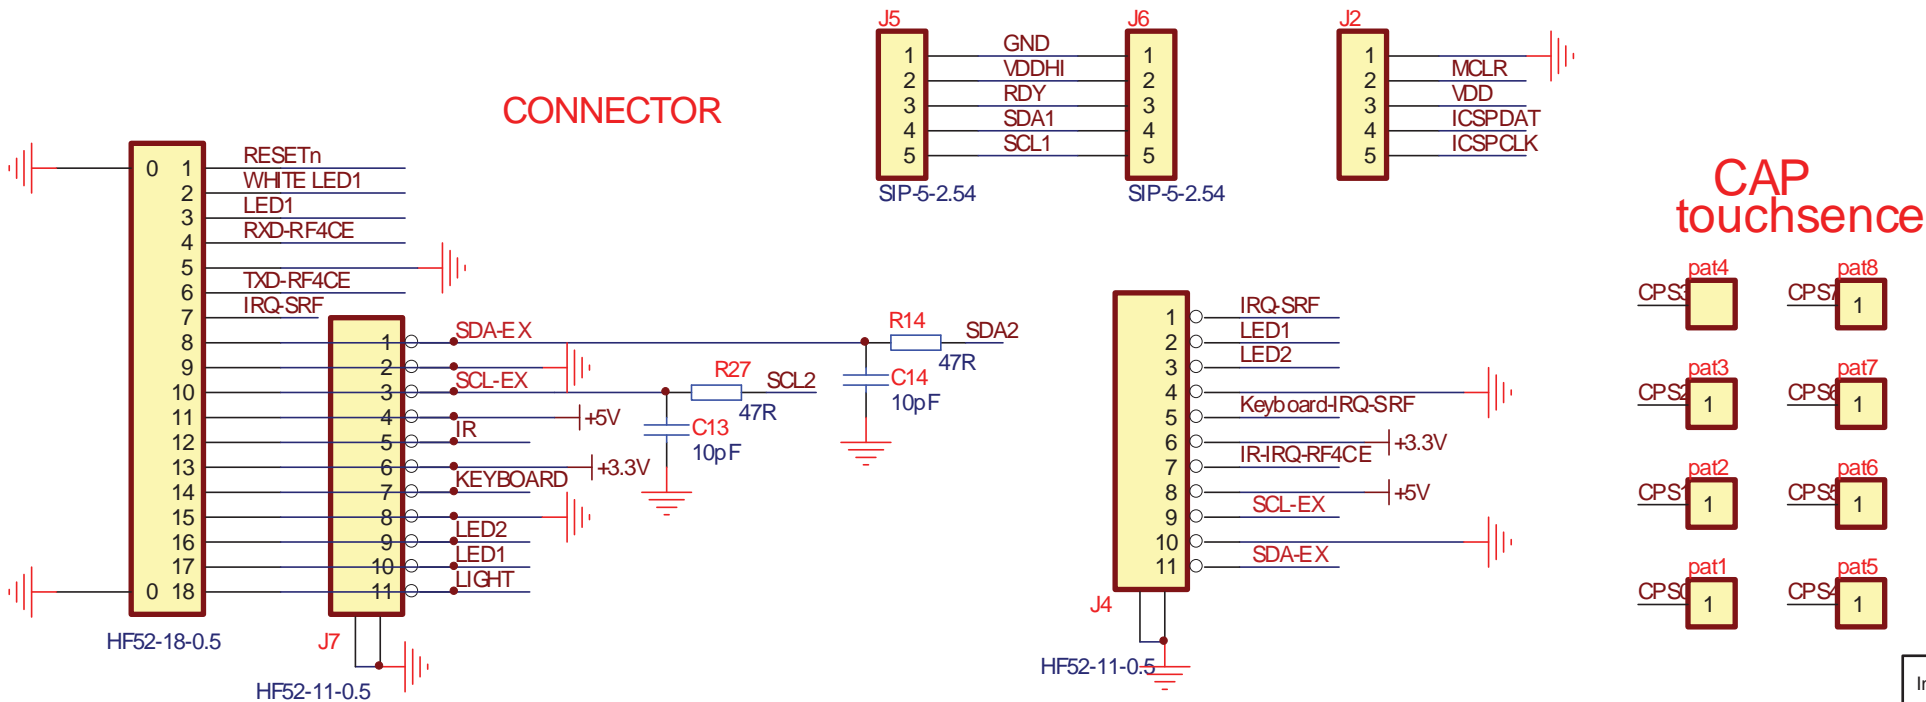 CONNECTOR
0 1 RESETn
2 WHITE LED1
3 LED1
4 RXD-RF4CE
5
6 TXD-RF4CE
7 IRQ-SRF
8
9
10
11
12
13
14
15
16
17
0 18
HF52-18-0.5
1 SDA-EX
2
3 SCL-EX
4 +5V
5 IR
6 +3.3V
7 KEYBOARD
8
9 LED2
10 LED1
11 LIGHT
J7
HF52-11-0.5
R27
47R
SCL2
C13
10pF
R14
47R
SDA2
C14
10pF
J5 J6
1 GND 1
2 VDDHI 2
3 RDY 3
4 SDA1 4
5 SCL1 5
SIP-5-2.54 SIP-5-2.54
J2
1
2 MCLR
3 VDD
4 ICSPDAT
5 ICSPCLK
1 IRQ-SRF
2 LED1
3 LED2
4
5 Keyboard-IRQ-SRF
6 +3.3V
7 IR-IRQ-RF4CE
8 +5V
9 SCL-EX
10
11 SDA-EX
J4
HF52-11-0.5
CAP
touchsence
pat4 pat8
CPS3 CPS7 1
pat3 pat7
CPS2 1 CPS6 1
pat2 pat6
CPS1 1 CPS5 1
pat1 pat5
CPS0 1 CPS4 1